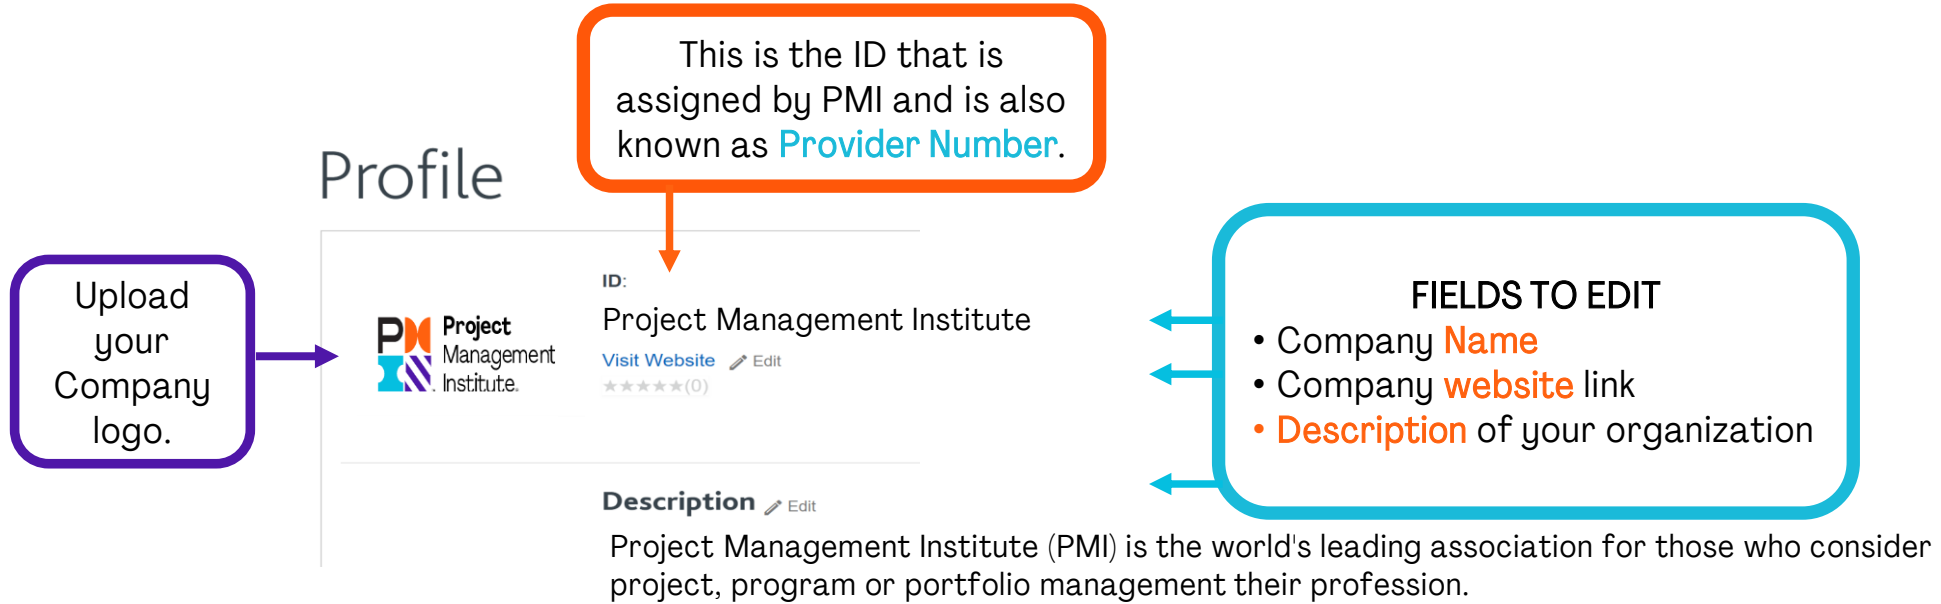 This is the ID that is
assigned by PMI and is also
known as Provider Number.
Profile
Upload
your
Company
logo.
PM
Project
Management
Institute.
ID:
Project Management Institute
Visit Website Edit
★★★★★(0)
FIELDS TO EDIT
• Company Name
• Company website link
• Description of your organization
Description Edit
Project Management Institute (PMI) is the world's leading association for those who consider
project, program or portfolio management their profession.